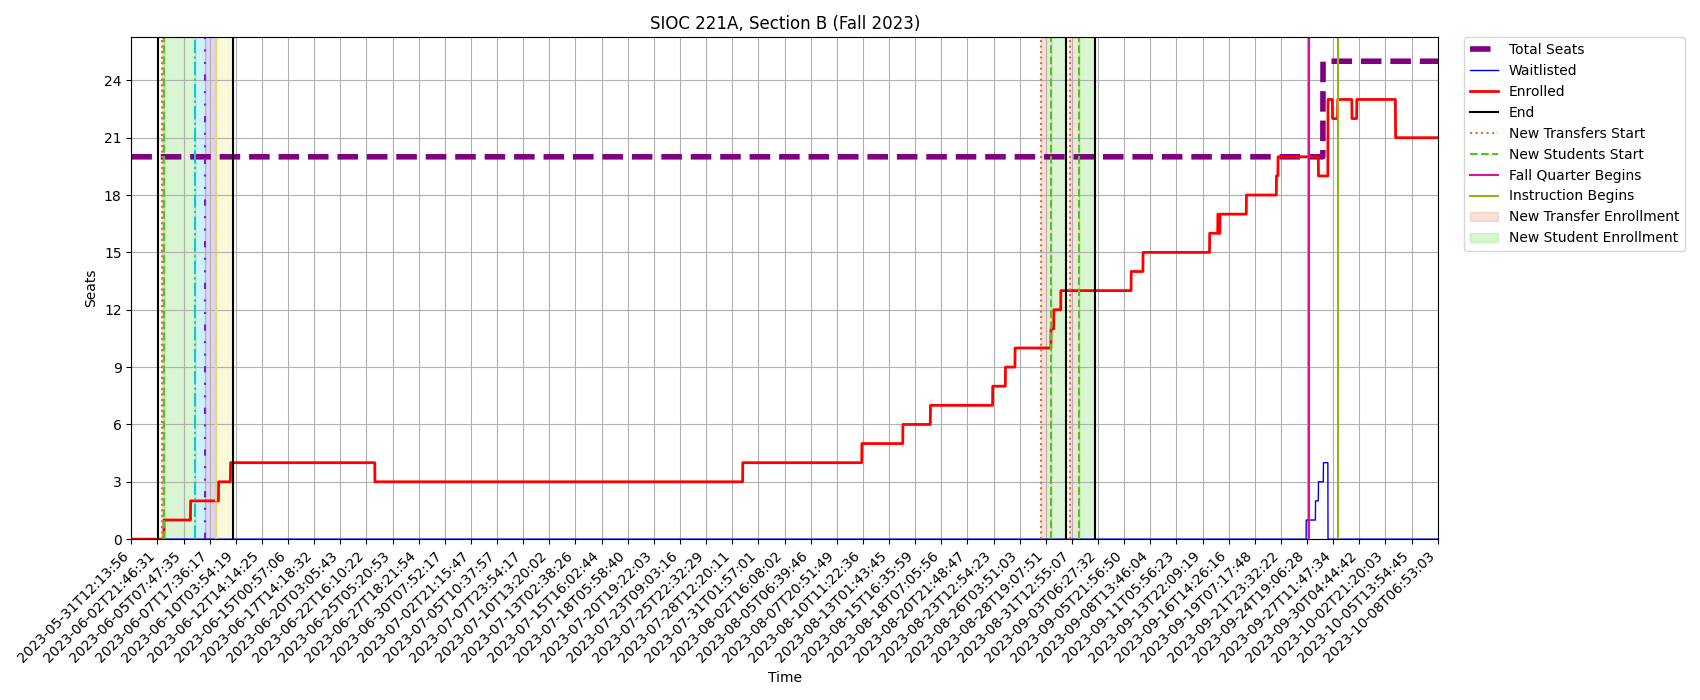 SIOC 221A, Section B (Fall 2023)
Total Seats
Waitlisted
Enrolled
End
New Transfers Start
New Students Start
Fall Quarter Begins
Instruction Begins
New Transfer Enrollment
New Student Enrollment
Seats
24
21
18
15
12
9
6
3
0
2023-05-31T12:13:56
2023-06-02T21:46:31
2023-06-05T07:47:35
2023-06-07T17:36:17
2023-06-10T03:54:19
2023-06-12T14:14:25
2023-06-15T00:57:06
2023-06-17T14:18:32
2023-06-20T03:05:43
2023-06-22T16:10:22
2023-06-25T05:20:53
2023-06-27T18:21:54
2023-06-30T07:52:17
2023-07-02T21:15:47
2023-07-05T10:37:57
2023-07-07T23:54:17
2023-07-10T13:20:02
2023-07-13T02:38:26
2023-07-15T16:02:44
2023-07-18T05:58:40
2023-07-20T19:22:03
2023-07-23T09:03:16
2023-07-25T22:32:29
2023-07-28T12:20:11
2023-07-31T01:57:01
2023-08-02T16:08:02
2023-08-05T06:39:46
2023-08-07T20:51:49
2023-08-10T11:22:36
2023-08-13T01:43:45
2023-08-15T16:35:59
2023-08-18T07:05:56
2023-08-20T21:48:47
2023-08-23T12:54:23
2023-08-26T03:51:03
2023-08-28T19:07:51
2023-08-31T12:55:07
2023-09-03T06:27:32
2023-09-05T21:56:50
2023-09-08T13:46:04
2023-09-11T05:56:23
2023-09-13T22:09:19
2023-09-16T14:26:16
2023-09-19T07:17:48
2023-09-21T23:32:22
2023-09-24T19:06:28
2023-09-27T11:47:34
2023-09-30T04:44:42
2023-10-02T21:20:03
2023-10-05T13:54:45
2023-10-08T06:53:03
Time